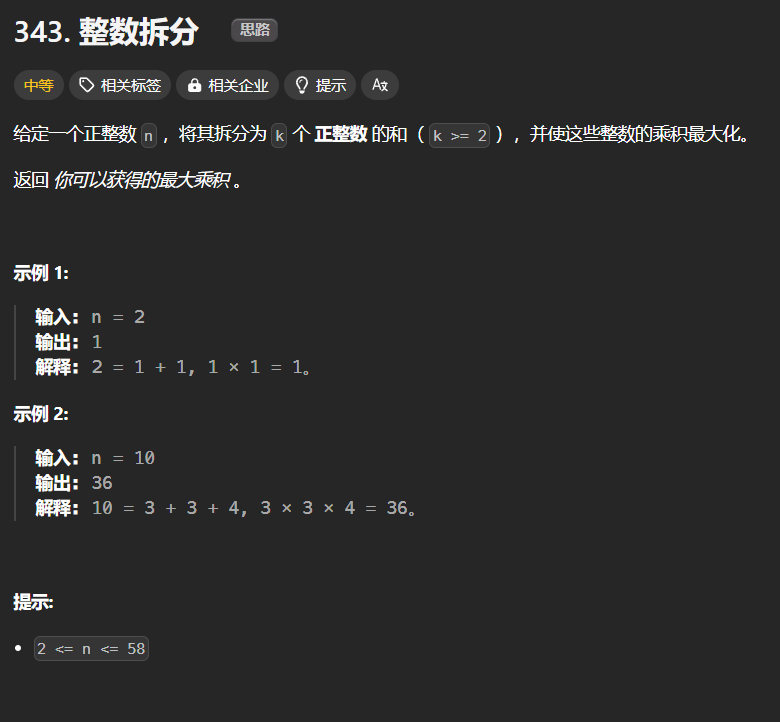 343. 整数拆分 思路
中等 相关标签 相关企业 提示 Ax
给定一个正整数 n ，将其拆分为 k 个 正整数 的和（ k >= 2 ），并使这些整数的乘积最大化。
返回 你可以获得的最大乘积 。
示例 1:
输入：n = 2
输出：1
解释：2 = 1 + 1, 1 × 1 = 1。
示例 2:
输入：n = 10
输出：36
解释：10 = 3 + 3 + 4, 3 × 3 × 4 = 36。
提示:
• 2 <= n <= 58